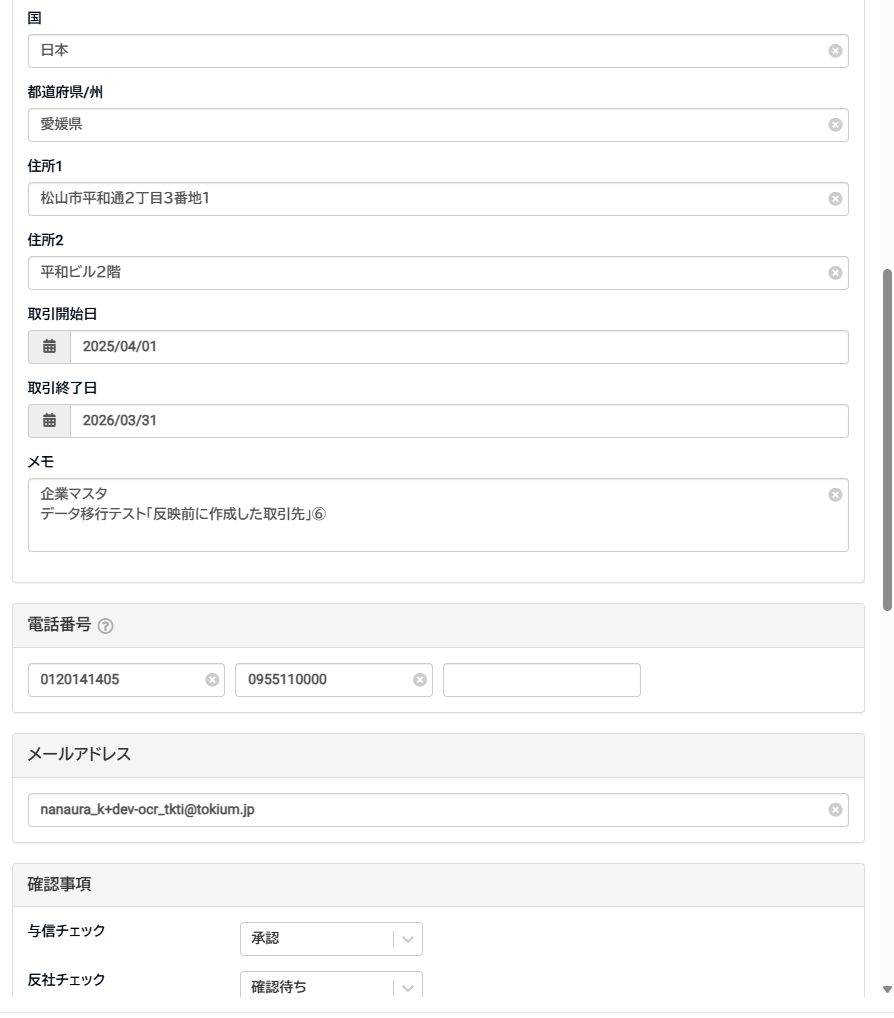 国
日本
都道府県/州
愛媛県
住所1
松山市平和通2丁目3番地1
住所2
平和ビル2階
取引開始日
2025/04/01
取引終了日
2026/03/31
メモ
企業マスタ
データ移行テスト「反映前に作成した取引先」⑥
電話番号
0120141405 0955110000
メールアドレス
nanaura_k+dev-ocr_tkti@tokium.jp
確認事項
与信チェック 承認
反社チェック 確認待ち